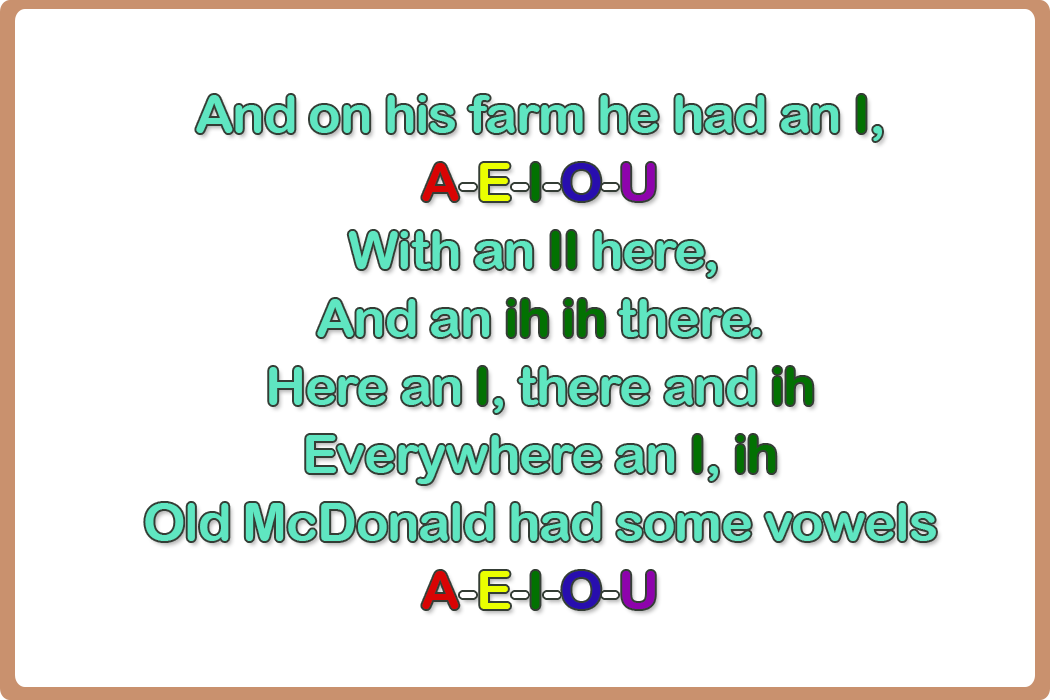 And on his farm he had an I,
A-E-I-O-U
With an II here,
And an ih ih there.
Here an I, there and ih
Everywhere an I, ih
Old McDonald had some vowels
A-E-I-O-U